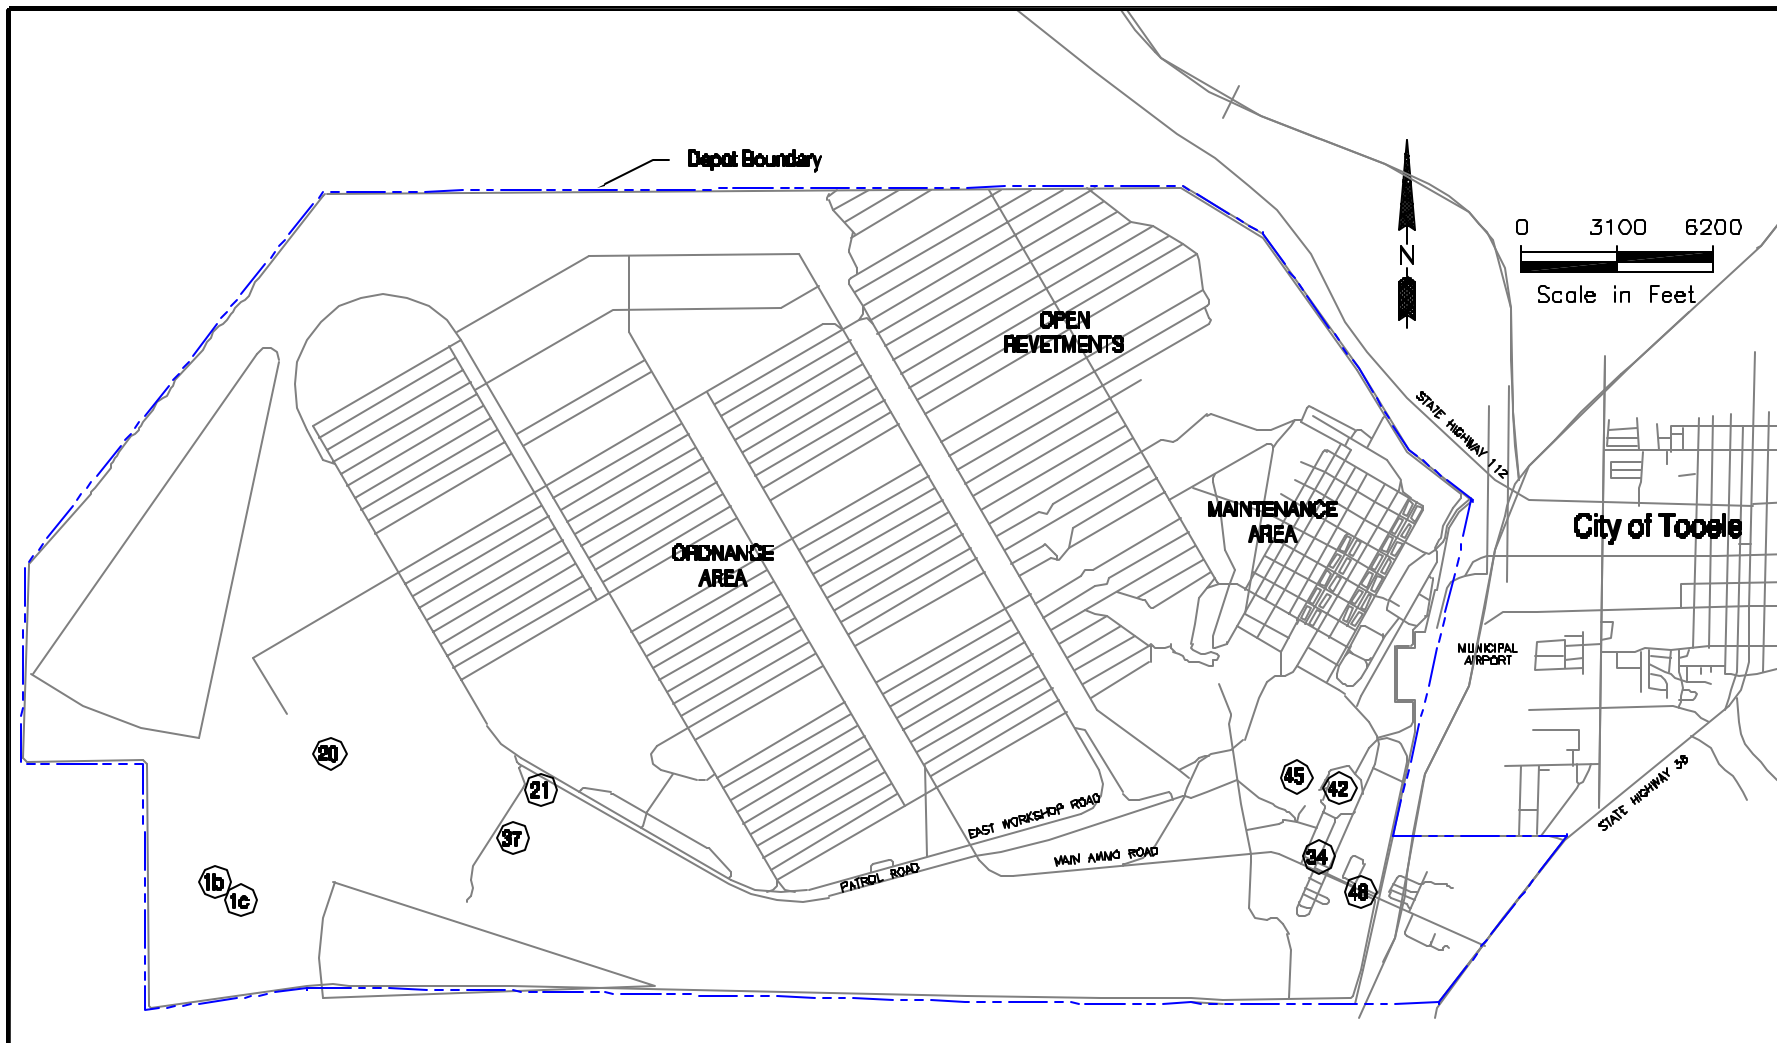 Depot Boundary
0 3100 6200
N
Scale in Feet
OPEN
REVETMENTS
STATE HIGHWAY 112
MAINTENANCE
AREA
City of Tooele
ORDNANCE
AREA
MUNICIPAL
AIRPORT
20
21
45
42
STATE HIGHWAY 36
EAST WORKSHOP ROAD
37
MAIN AMMO ROAD
34
PATROL ROAD
1b
1c
48